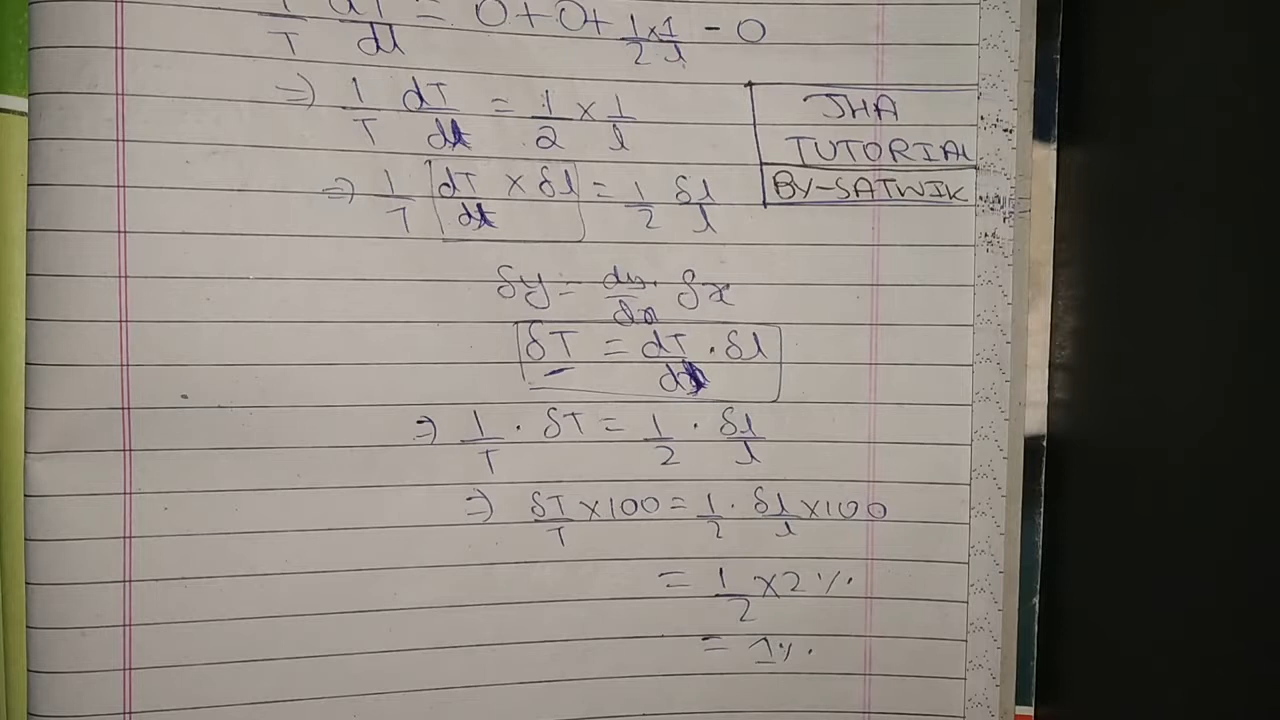 1/T dT/dl = 0 + 0 + 1/2 × 1/l - 0
⇒ 1/T dT/dl = 1/2 × 1/l
JHA
TUTORIAL
BY-SATWIK
⇒ 1/T dT/dl × δl = 1/2 δl/l
δy = dy/dx . δx
δT = dT/dl . δl
⇒ 1/T . δT = 1/2 . δl/l
⇒ δT/T × 100 = 1/2 . δl/l × 100
= 1/2 × 2 %.
= 1%.